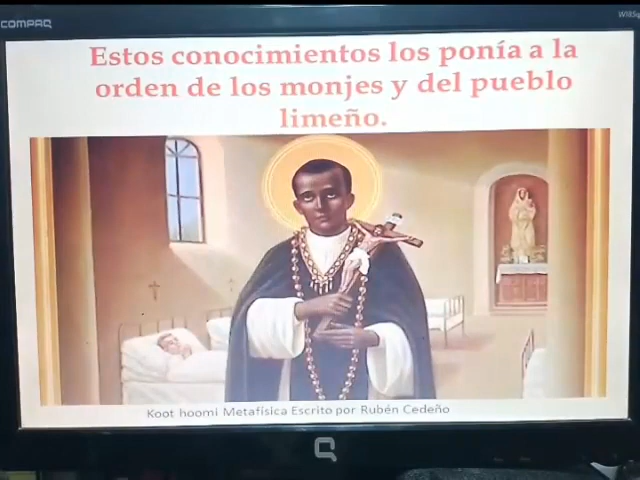 COMPAQ
Estos conocimientos los ponía a la
orden de los monjes y del pueblo
limeño.
Koot hoomi Metafísica Escrito por Rubén Cedeño